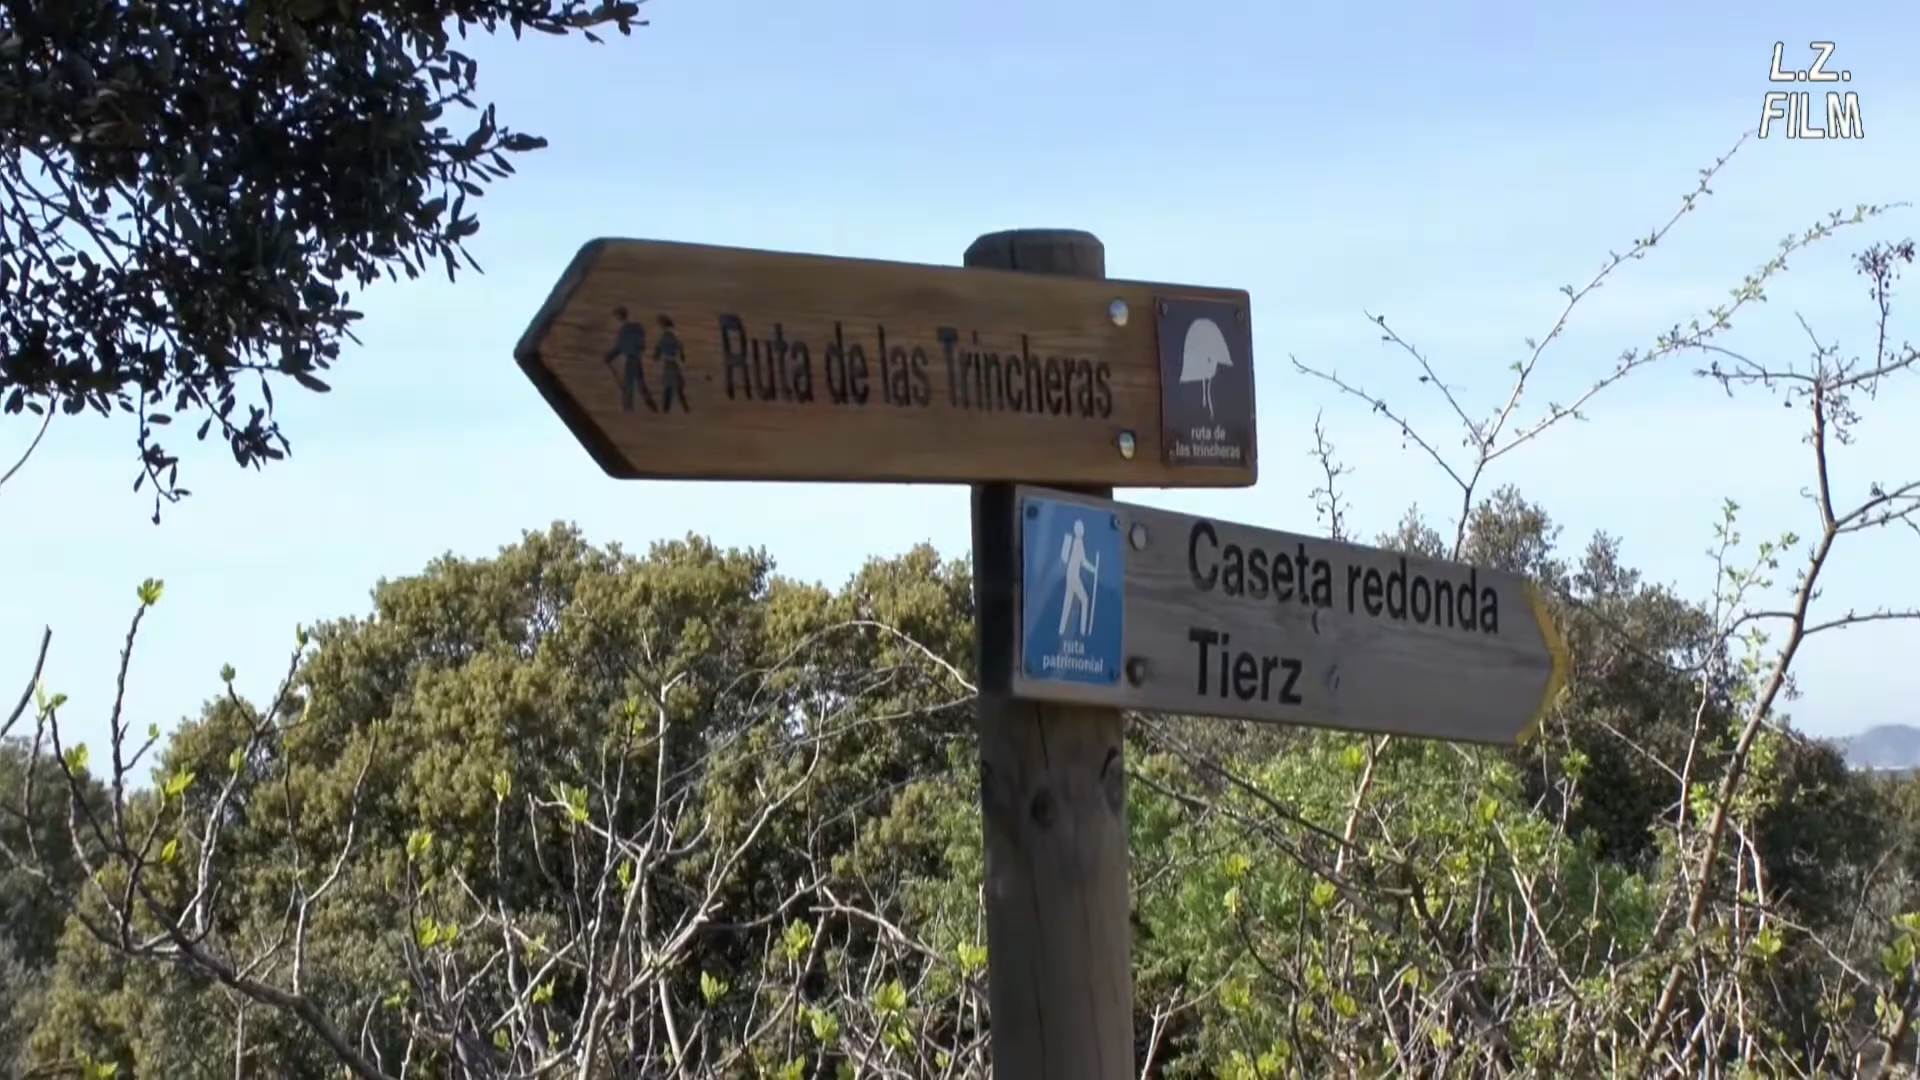 L.Z.
FILM
Ruta de las Trincheras
ruta de
las trincheras
Caseta redonda
Tierz
ruta
patrimonial